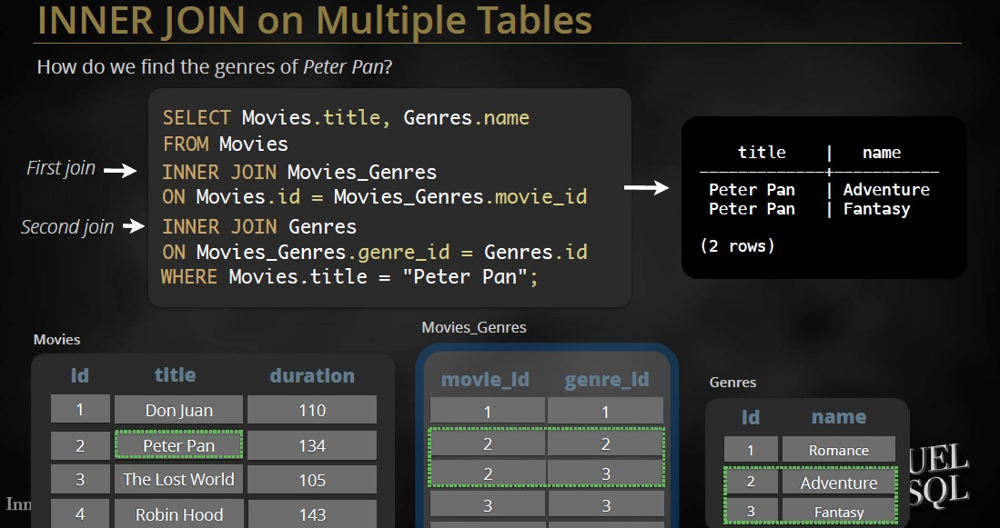 INNER JOIN on Multiple Tables
How do we find the genres of Peter Pan?
SELECT Movies.title, Genres.name
FROM Movies
First join
INNER JOIN Movies_Genres
ON Movies.id = Movies_Genres.movie_id
Second join
INNER JOIN Genres
ON Movies_Genres.genre_id = Genres.id
WHERE Movies.title = "Peter Pan";
title | name
-------------+-----------
Peter Pan | Adventure
Peter Pan | Fantasy
(2 rows)
Movies
id title duration
1 Don Juan 110
2 Peter Pan 134
3 The Lost World 105
4 Robin Hood 143
Movies_Genres
movie_id genre_id
1 1
2 2
2 3
3 3
Genres
id name
1 Romance
2 Adventure
3 Fantasy
Inn
UEL
SQL